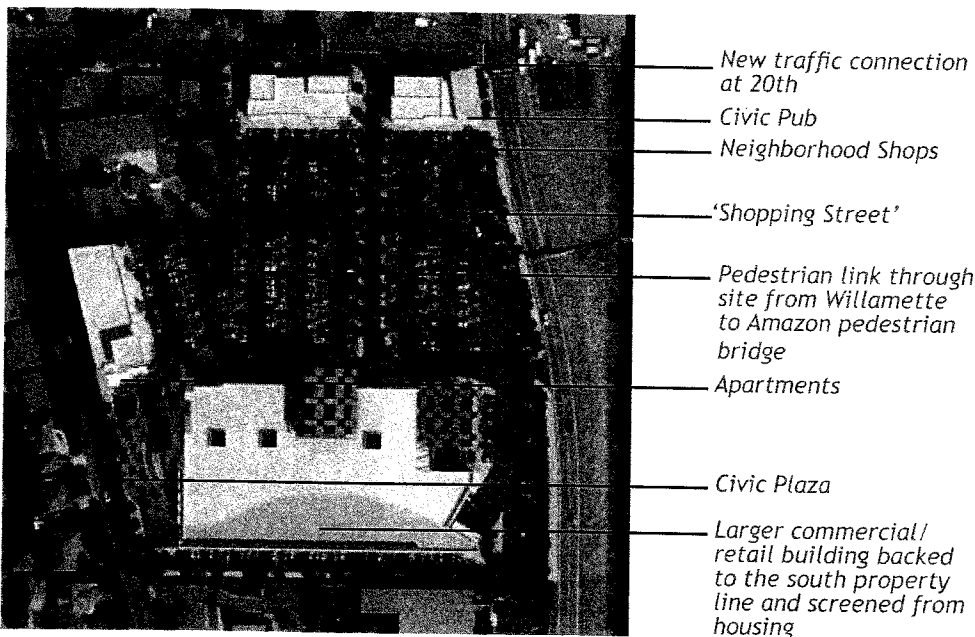 New traffic connection
at 20th
Civic Pub
Neighborhood Shops
'Shopping Street'
Pedestrian link through
site from Willamette
to Amazon pedestrian
bridge
Apartments
Civic Plaza
Larger commercial/
retail building backed
to the south property
line and screened from
housing